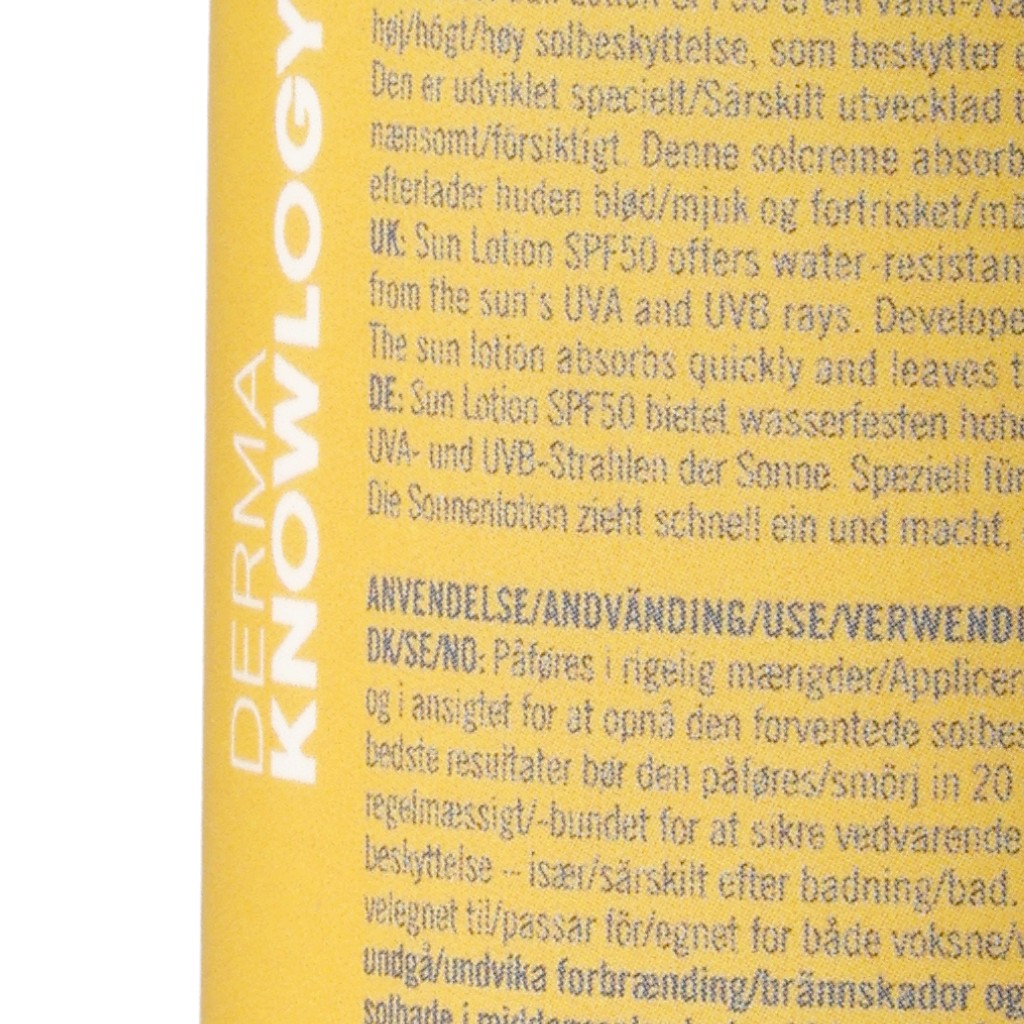 DERMA
KNOWLOGY
høj/högt/høy solbeskyttelse, som beskytter
Den er udviklet specielt/Särskilt utvecklad
nænsomt/försiktigt. Denne solcreme absorb
efterlader huden blød/mjuk og forfrisket/mä
UK: Sun Lotion SPF50 offers water-resistan
from the sun's UVA and UVB rays. Develope
The sun lotion absorbs quickly and leaves t
DE: Sun Lotion SPF50 bietet wasserfesten hohe
UVA- und UVB-Strahlen der Sonne. Speziell für
Die Sonnenlotion zieht schnell ein und macht,
ANVENDELSE/ANDVÄNDING/USE/VERWENDU
DK/SE/NO: Påføres i rigelig mængder/Applicer
og i ansigtet for at opnå den forventede solbes
bedste resultater bør den påføres/smörj in 20
regelmæssigt/-bundet for at sikre vedvarende
beskyttelse – især/särskilt efter badning/bad.
velegnet til/passar för/egnet for både voksne/v
undgå/undvika forbrænding/brännskador og